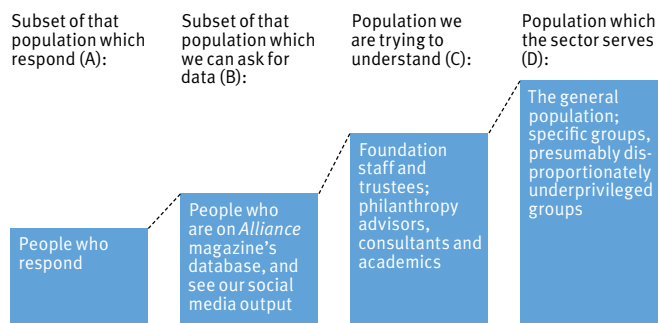 Subset of that
population which
respond (A):
Subset of that
population which
we can ask for
data (B):
Population we
are trying to
understand (C):
Population which
the sector serves
(D):
People who
respond
People who
are on Alliance
magazine’s
database, and
see our social
media output
Foundation
staff and
trustees;
philanthropy
advisors,
consultants and
academics
The general
population;
specific groups,
presumably dis-
proportionately
underprivileged
groups